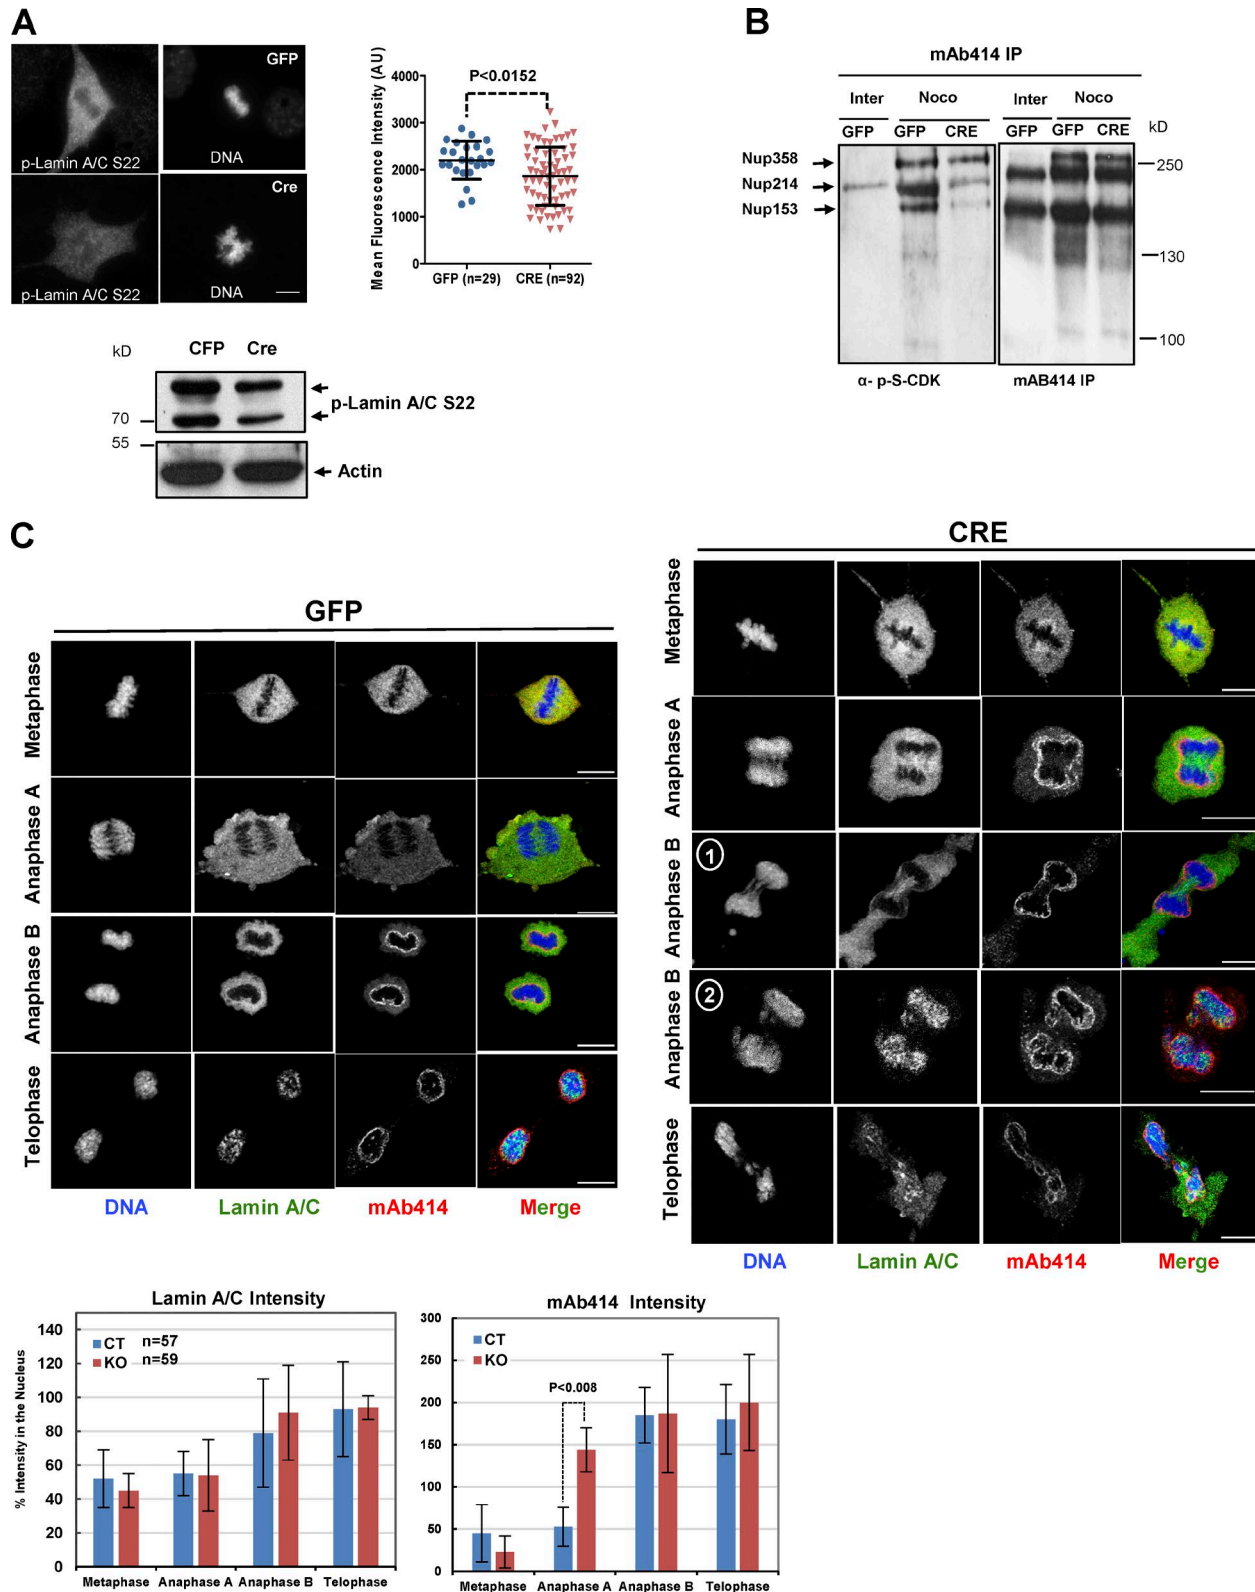 A
GFP
p-Lamin A/C S22
DNA
Cre
p-Lamin A/C S22
DNA
Mean Fluorescence Intensity (AU)
4000
3000
2000
1000
0
P<0.0152
GFP (n=29)
CRE (n=92)
kD
CFP
Cre
p-Lamin A/C S22
70
55
Actin
B
mAb414 IP
Inter
Noco
Inter
Noco
GFP
GFP
CRE
GFP
CRE
kD
Nup358
Nup214
Nup153
250
130
100
α- p-S-CDK
mAB414 IP
C
GFP
Metaphase
Anaphase A
Anaphase B
Telophase
DNA
Lamin A/C
mAb414
Merge
CRE
Metaphase
Anaphase A
Anaphase B
1
Anaphase B
2
Telophase
DNA
Lamin A/C
mAb414
Merge
Lamin A/C Intensity
% Intensity in the Nucleus
140
120
100
80
60
40
20
0
CT n=57
KO n=59
Metaphase
Anaphase A
Anaphase B
Telophase
mAb414 Intensity
300
250
200
150
100
50
0
CT
KO
P<0.008
Metaphase
Anaphase A
Anaphase B
Telophase